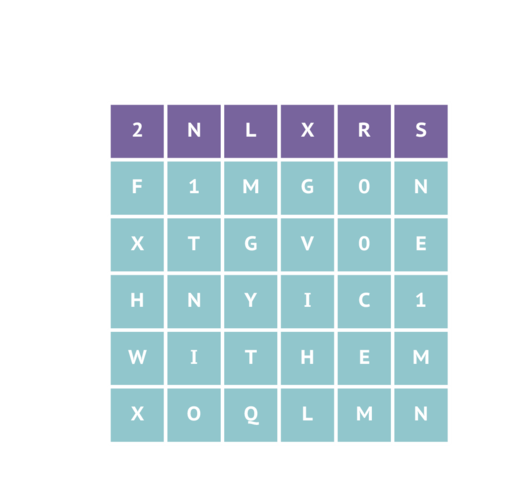 2 N L X R S
F 1 M G 0 N
X T G V 0 E
H N Y I C 1
W I T H E M
X O Q L M N